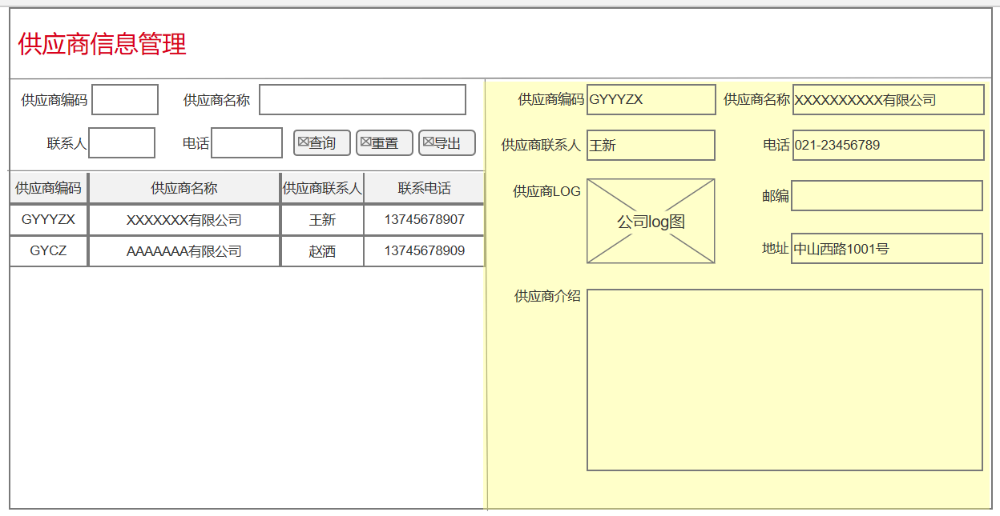 供应商信息管理
供应商编码 供应商名称
联系人 电话 查询 重置 导出
供应商编码 供应商名称 供应商联系人 联系电话
GYYYZX XXXXXXX有限公司 王新 13745678907
GYCZ AAAAAAA有限公司 赵洒 13745678909
供应商编码 GYYYZX 供应商名称 XXXXXXXXXX有限公司
供应商联系人 王新 电话 021-23456789
供应商LOG 公司log图 邮编
地址 中山西路1001号
供应商介绍